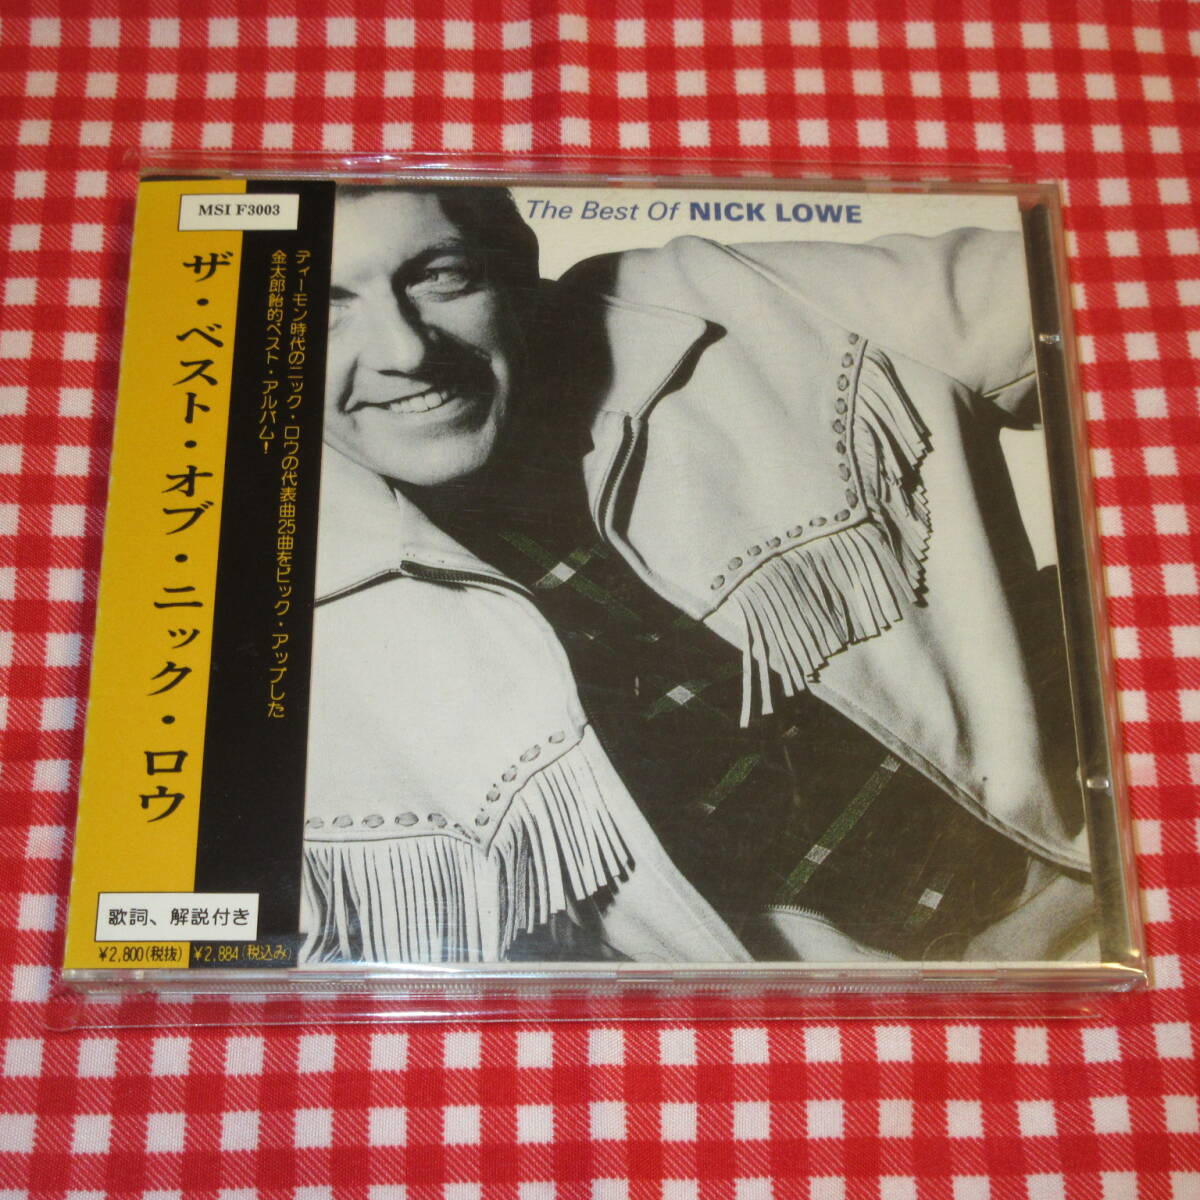 MSI F3003
ザ・ベスト・オブ・ニック・ロウ
ディーモン時代のニック・ロウの代表曲25曲をピック・アップした
金太郎飴的ベスト・アルバム！
歌詞、解説付き
¥2,800(税抜) ¥2,884(税込み)
The Best Of NICK LOWE